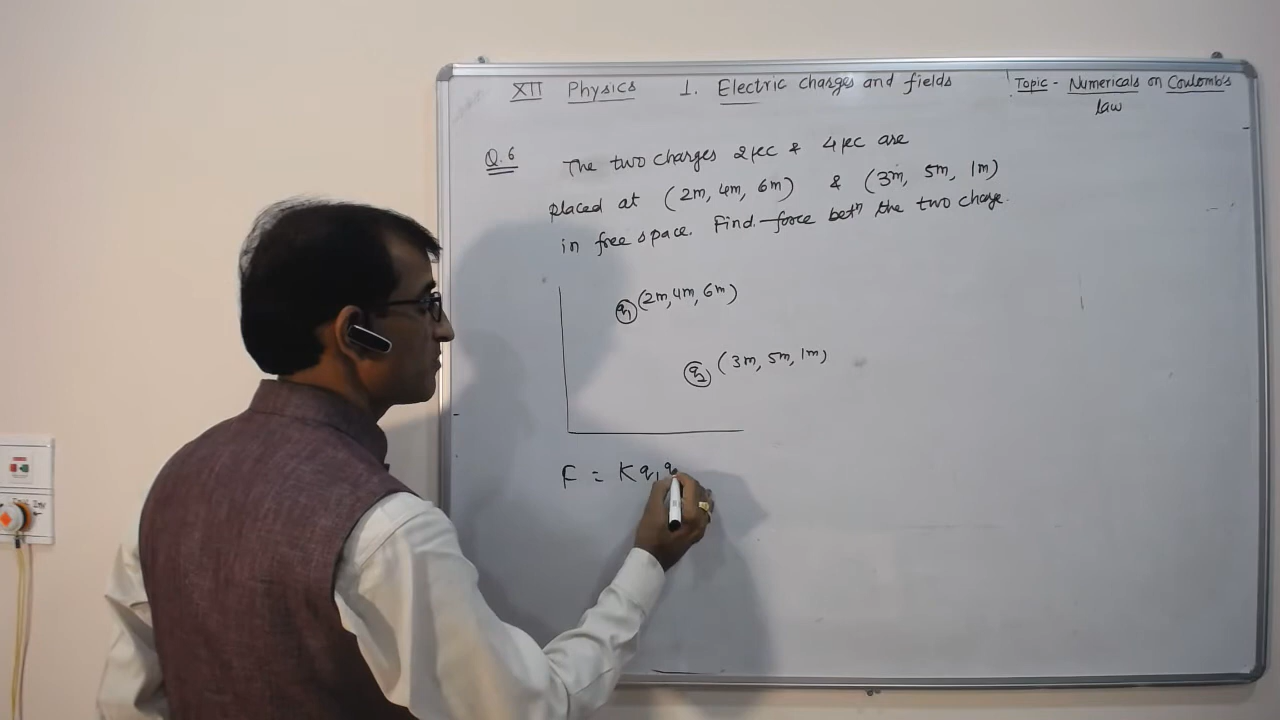 XII Physics 1. Electric charges and fields Topic - Numericals on Coulomb's
law
Q.6 The two charges 2μC & 4μC are
placed at (2m, 4m, 6m) & (3m, 5m, 1m)
in free space. Find force betⁿ the two charge.
q₁ (2m, 4m, 6m)
q₂ (3m, 5m, 1m)
F = K q₁ q